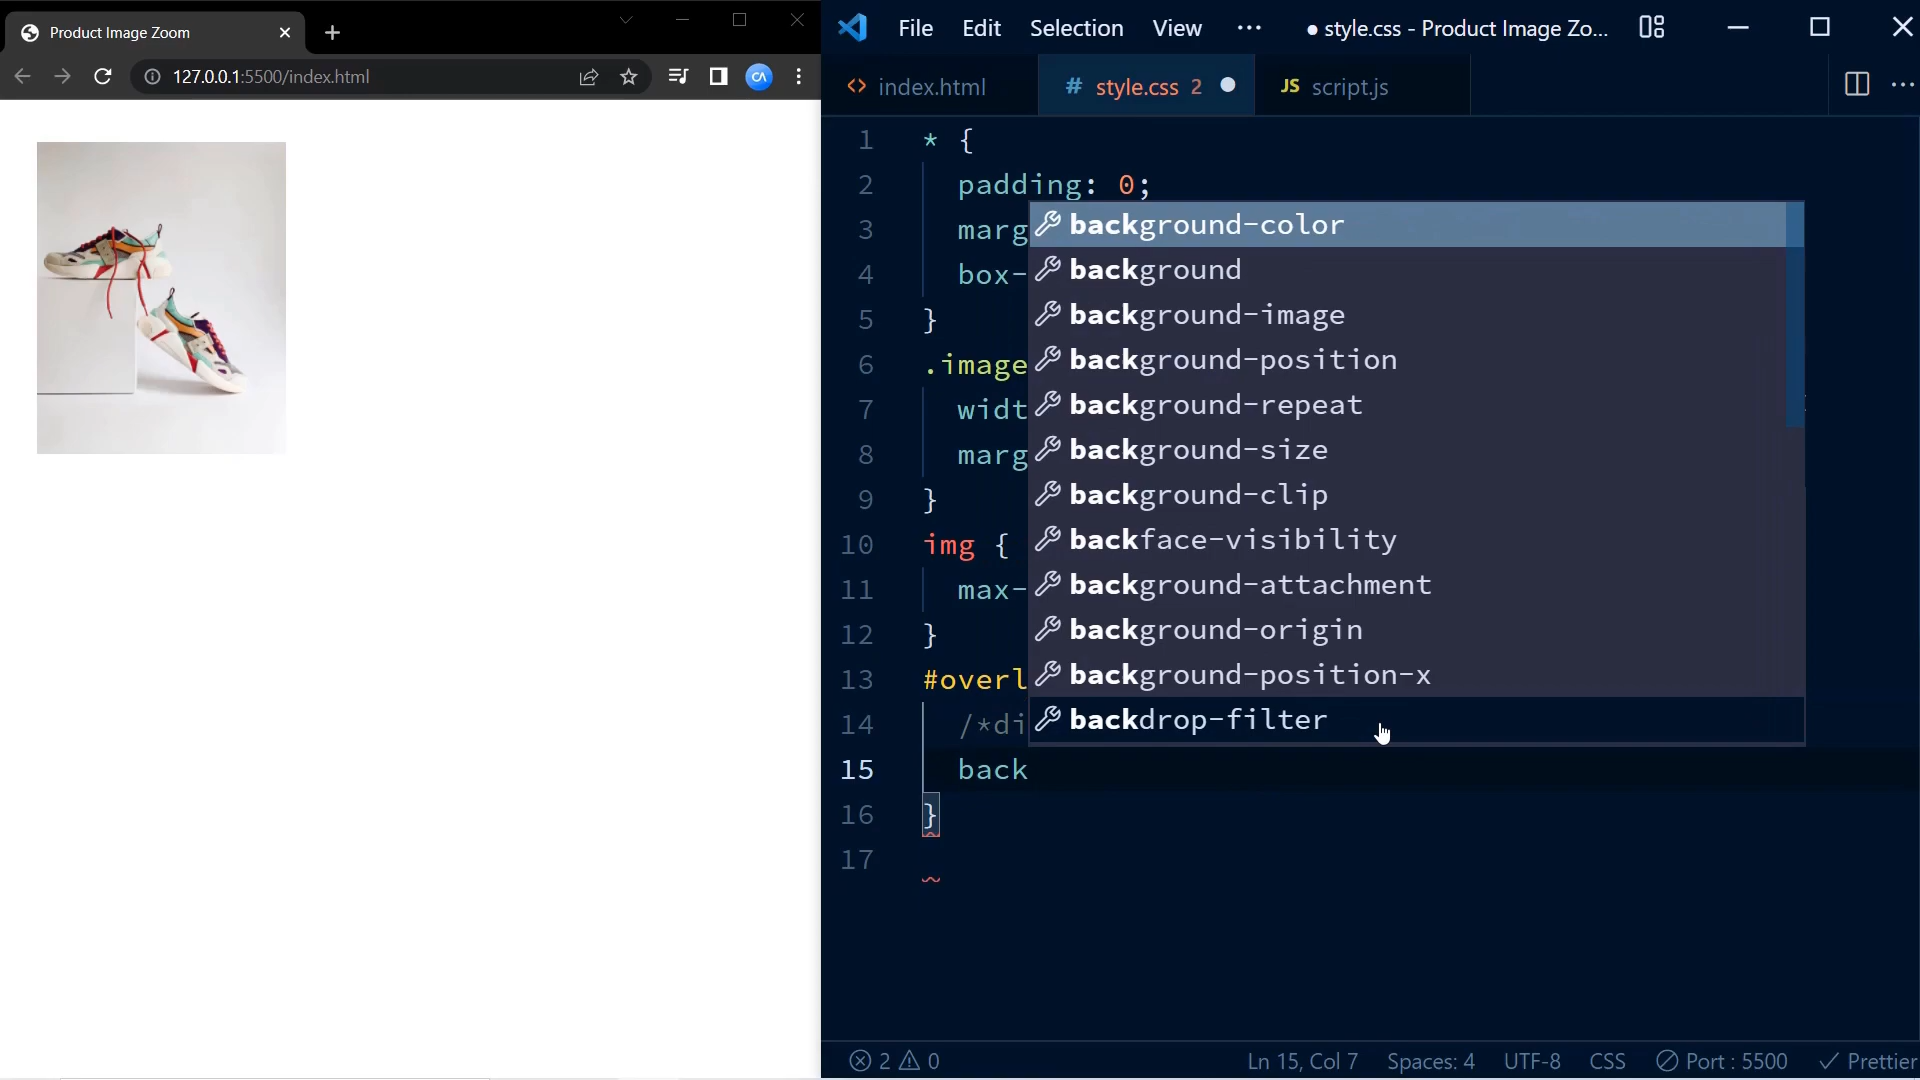 Product Image Zoom
127.0.0.1:5500/index.html
CA
File Edit Selection View ··· ● style.css - Product Image Zo...
<> index.html # style.css 2 ● JS script.js ···
1 * {
2 padding: 0;
3 marg
4 box-
5 }
6 .image
7 widt
8 marg
9 }
10 img {
11 max-
12 }
13 #overl
14 /*di
15 back
16 }
17
background-color
background
background-image
background-position
background-repeat
background-size
background-clip
backface-visibility
background-attachment
background-origin
background-position-x
backdrop-filter
2 0 Ln 15, Col 7 Spaces: 4 UTF-8 CSS Port : 5500 Prettier